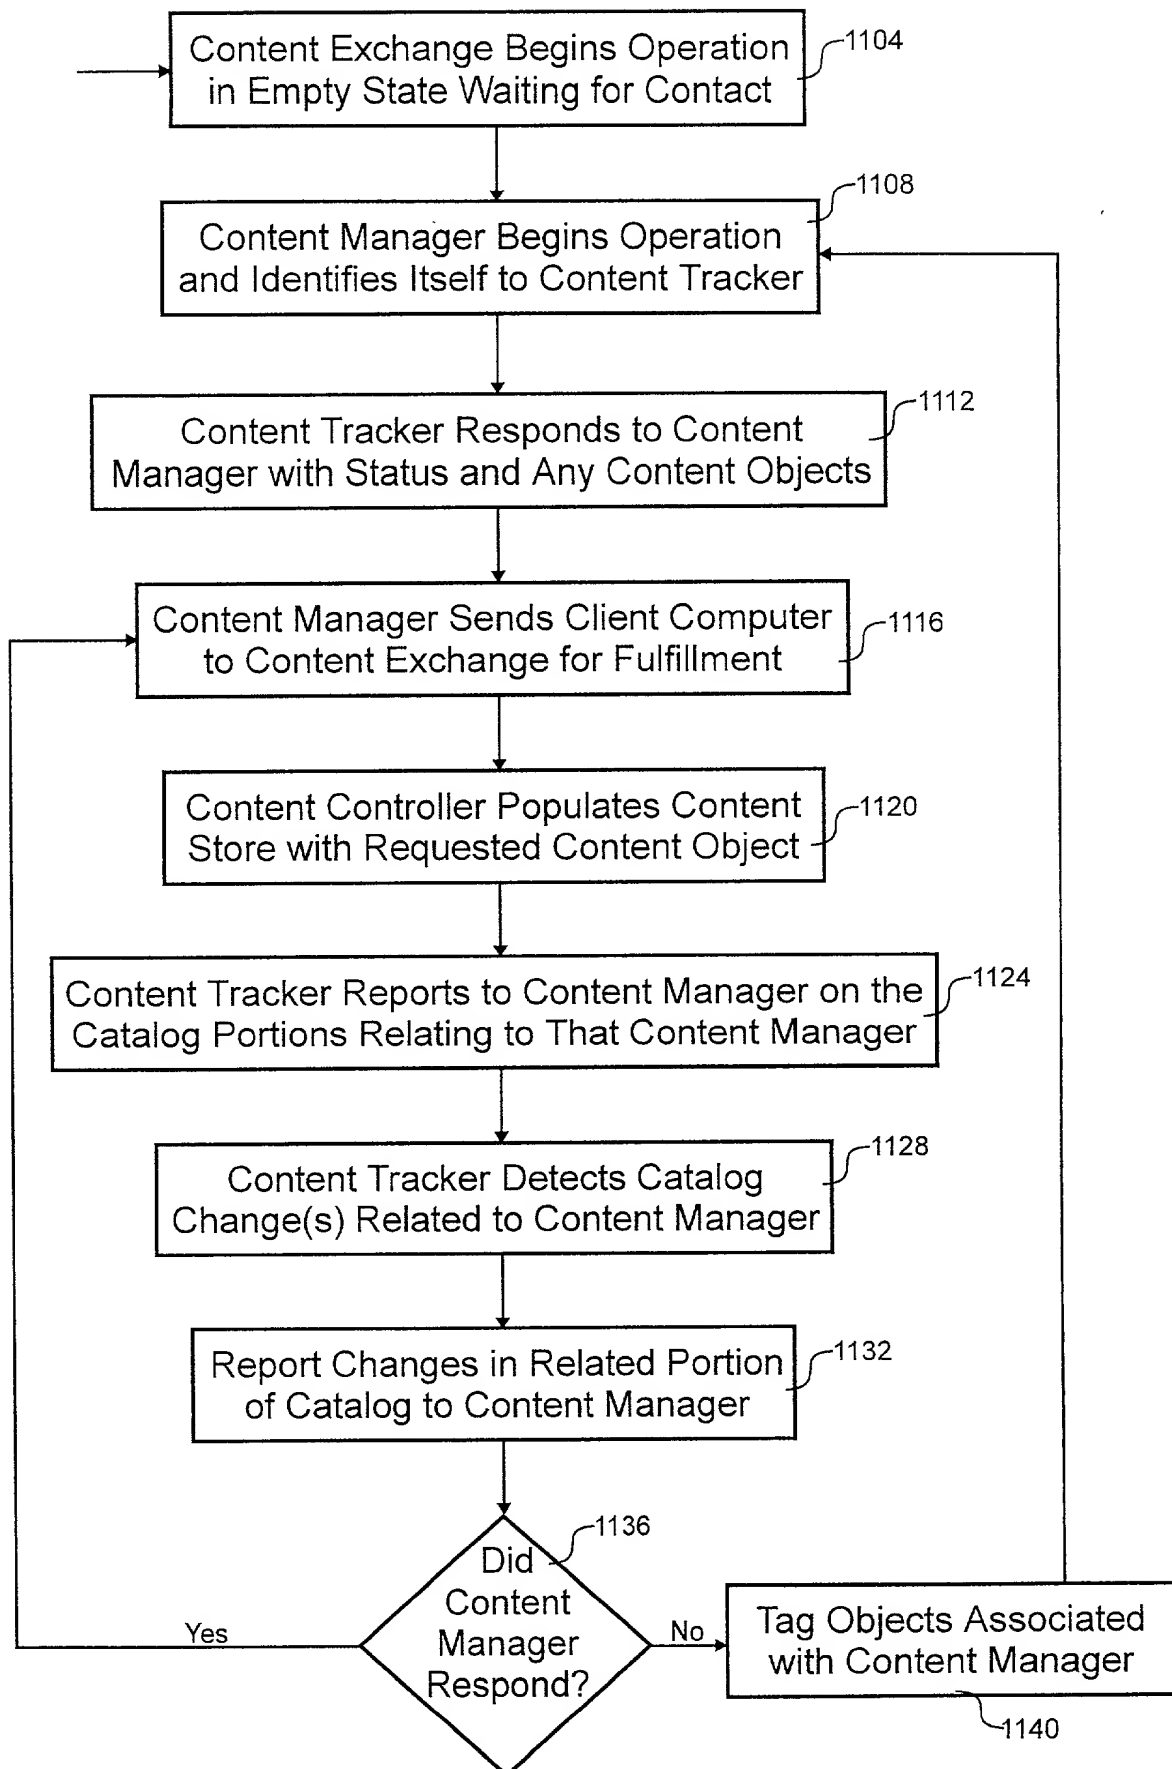 Content Exchange Begins Operation
in Empty State Waiting for Contact
1104
1108
Content Manager Begins Operation
and Identifies Itself to Content Tracker
1112
Content Tracker Responds to Content
Manager with Status and Any Content Objects
Content Manager Sends Client Computer
to Content Exchange for Fulfillment
1116
Content Controller Populates Content
Store with Requested Content Object
1120
Content Tracker Reports to Content Manager on the
Catalog Portions Relating to That Content Manager
1124
1128
Content Tracker Detects Catalog
Change(s) Related to Content Manager
Report Changes in Related Portion
of Catalog to Content Manager
1132
1136
Did
Content
Manager
Respond?
Yes
No
Tag Objects Associated
with Content Manager
1140